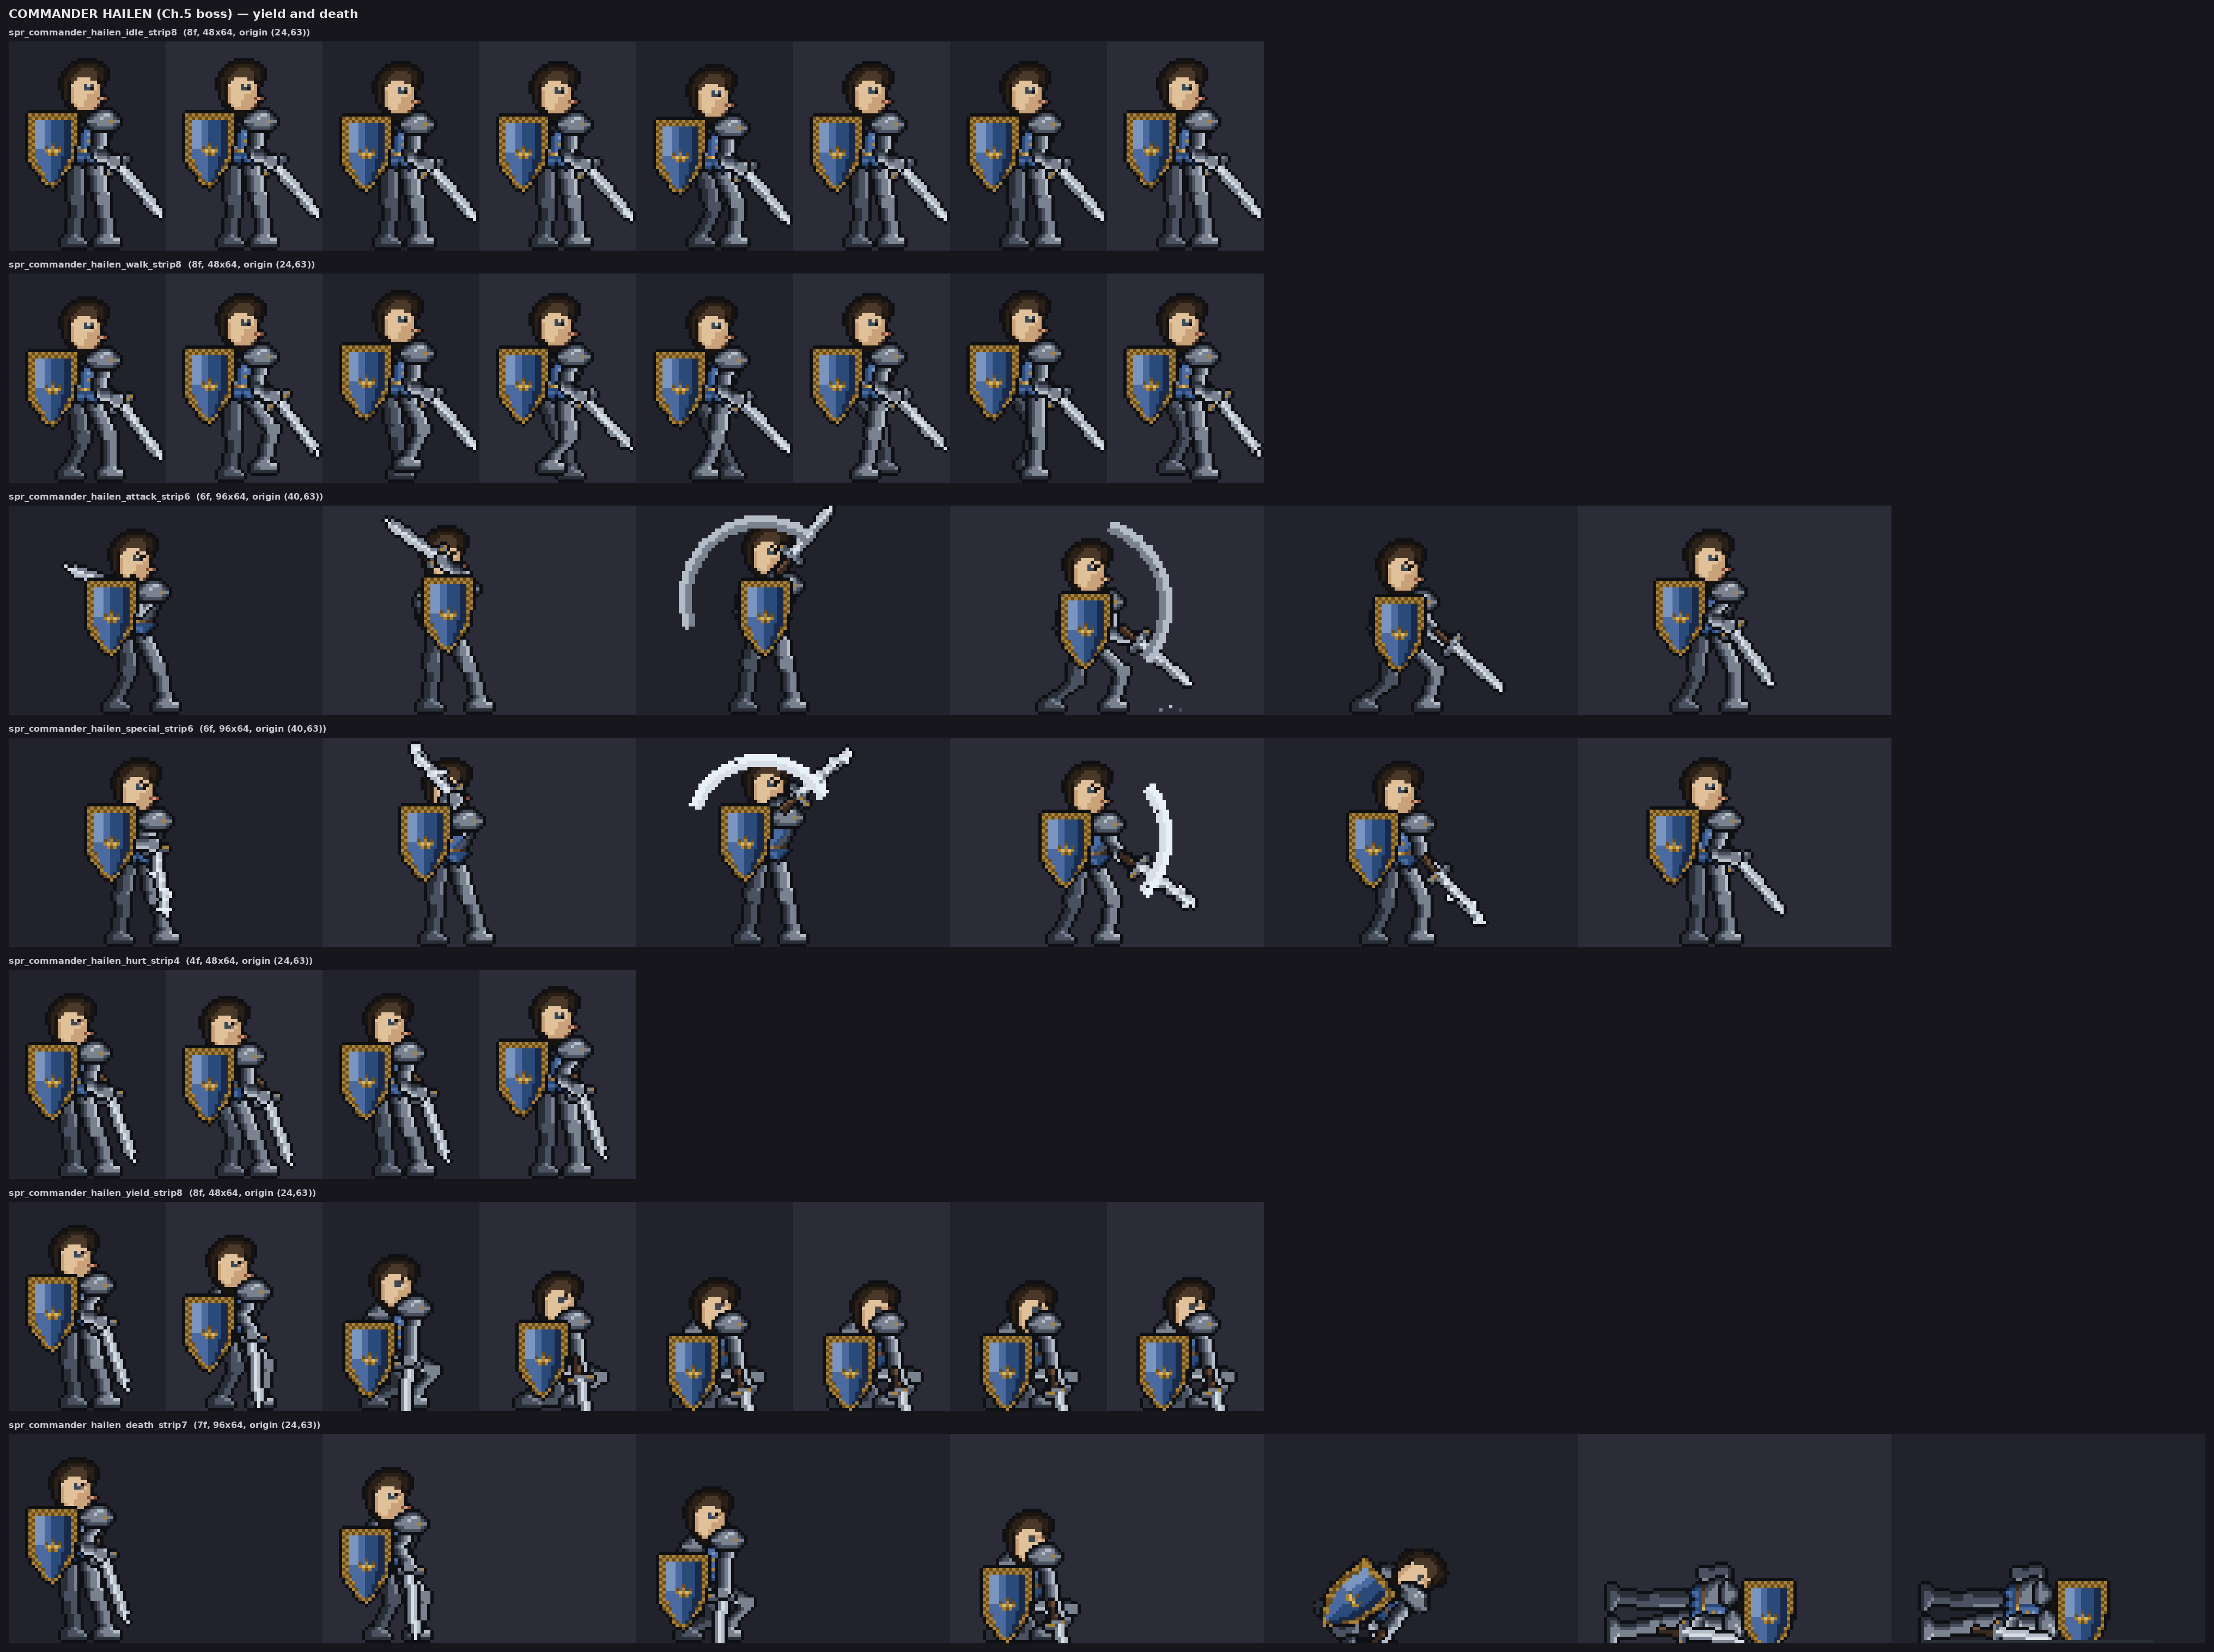 COMMANDER HAILEN (Ch.5 boss) — yield and death
spr_commander_hailen_idle_strip8 (8f, 48x64, origin (24,63))
spr_commander_hailen_walk_strip8 (8f, 48x64, origin (24,63))
spr_commander_hailen_attack_strip6 (6f, 96x64, origin (40,63))
spr_commander_hailen_special_strip6 (6f, 96x64, origin (40,63))
spr_commander_hailen_hurt_strip4 (4f, 48x64, origin (24,63))
spr_commander_hailen_yield_strip8 (8f, 48x64, origin (24,63))
spr_commander_hailen_death_strip7 (7f, 96x64, origin (24,63))